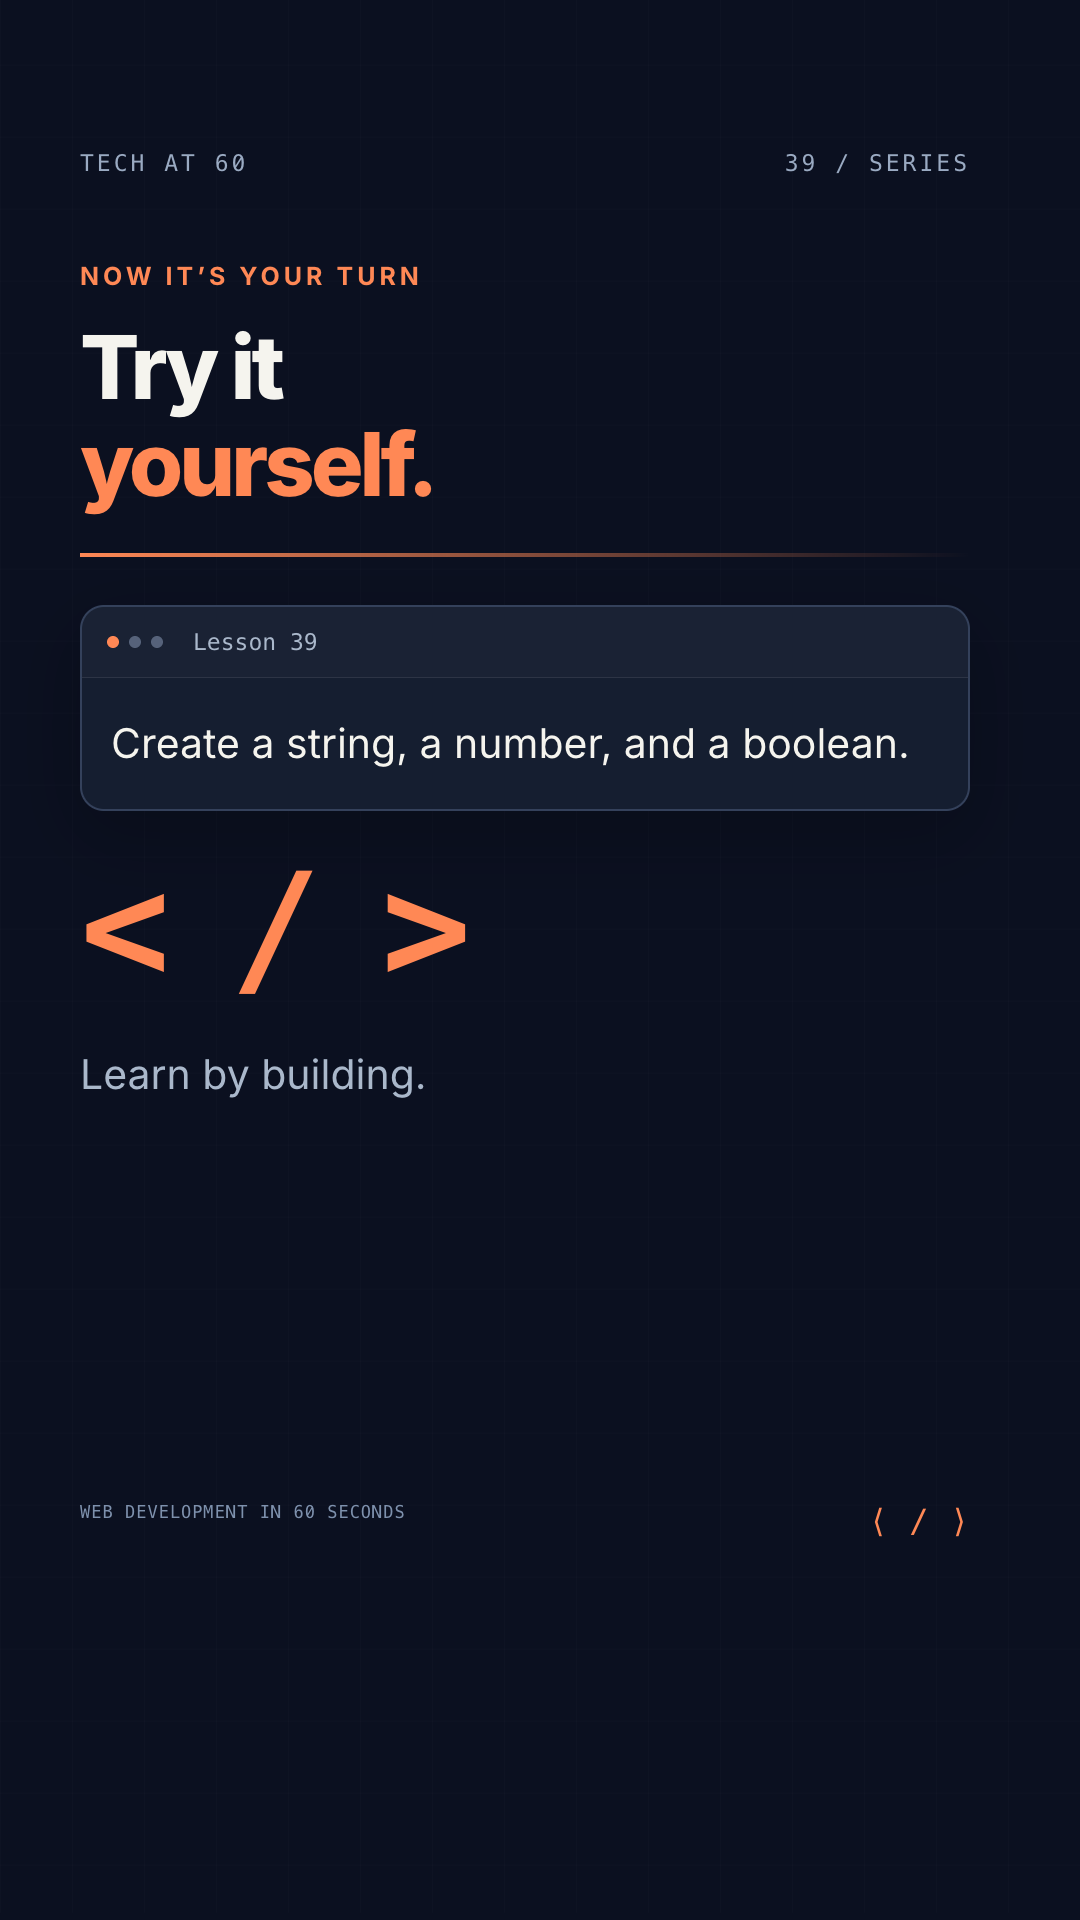 TECH AT 60
39 / SERIES
NOW IT’S YOUR TURN
Try it
yourself.
Lesson 39
Create a string, a number, and a boolean.
< / >
Learn by building.
WEB DEVELOPMENT IN 60 SECONDS
⟨ / ⟩